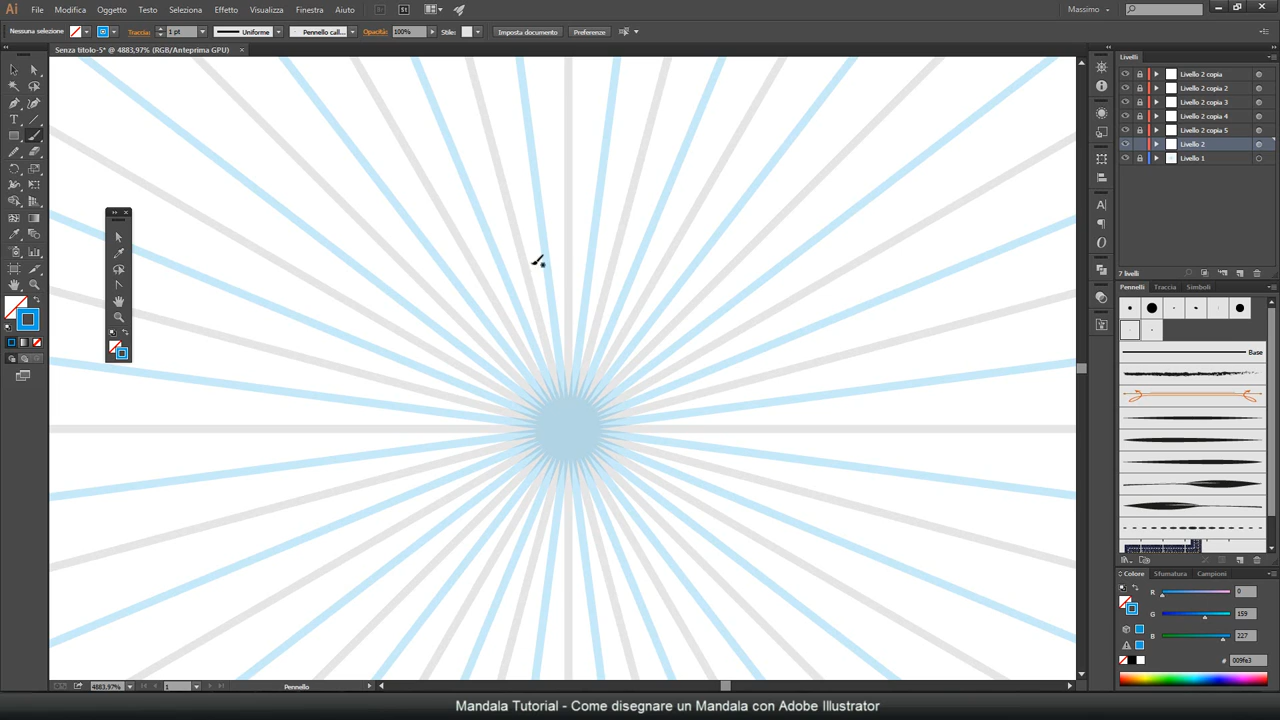 Ai File Modifica Oggetto Testo Seleziona Effetto Visualizza Finestra Aiuto Br St Massimo
Nessuna selezione Traccia: 1 pt Uniforme Pennello call... Opacità: 100% Stile: Imposta documento Preferenze
Senza titolo-5* @ 4883,97% (RGB/Anteprima GPU)
Livelli
Livello 2 copia
Livello 2 copia 2
Livello 2 copia 3
Livello 2 copia 4
Livello 2 copia 5
Livello 2
Livello 1
7 livelli
Pennelli Traccia Simboli
Base
Colore Sfumatura Campioni
R 0
G 159
B 227
# 009fe3
4883,97% 1 Pennello
Mandala Tutorial - Come disegnare un Mandala con Adobe Illustrator